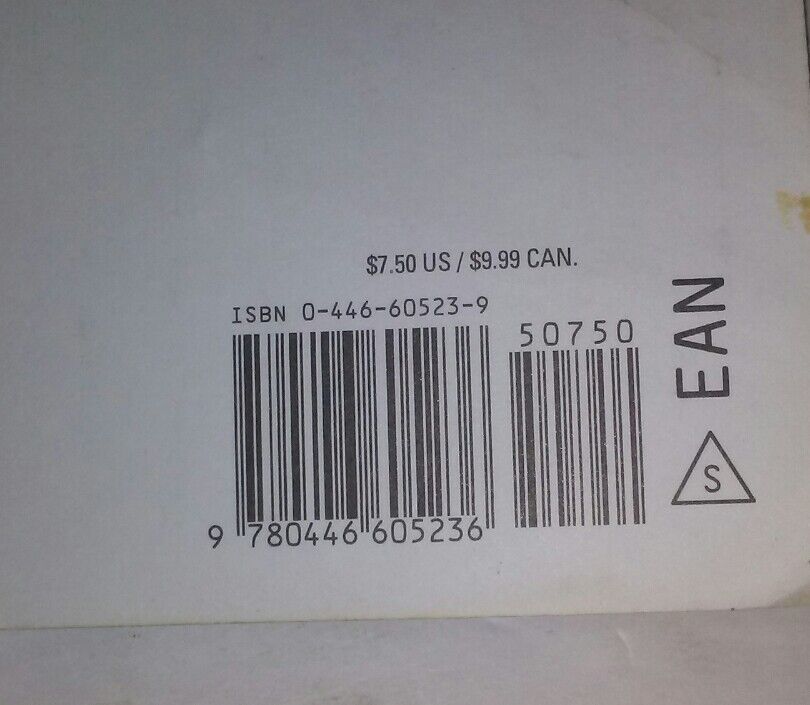 $7.50 US / $9.99 CAN.
ISBN 0-446-60523-9
50750
9 780446 605236
EAN
S